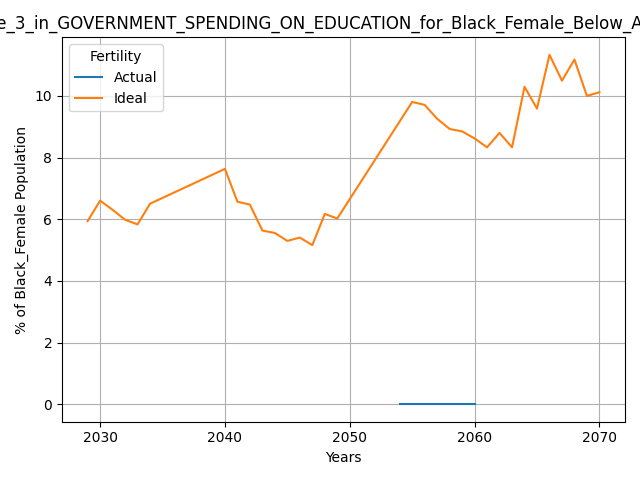 e_3_in_GOVERNMENT_SPENDING_ON_EDUCATION_for_Black_Female_Below_A
Fertility
Actual
Ideal
% of Black_Female Population
10
8
6
4
2
0
2030 2040 2050 2060 2070
Years